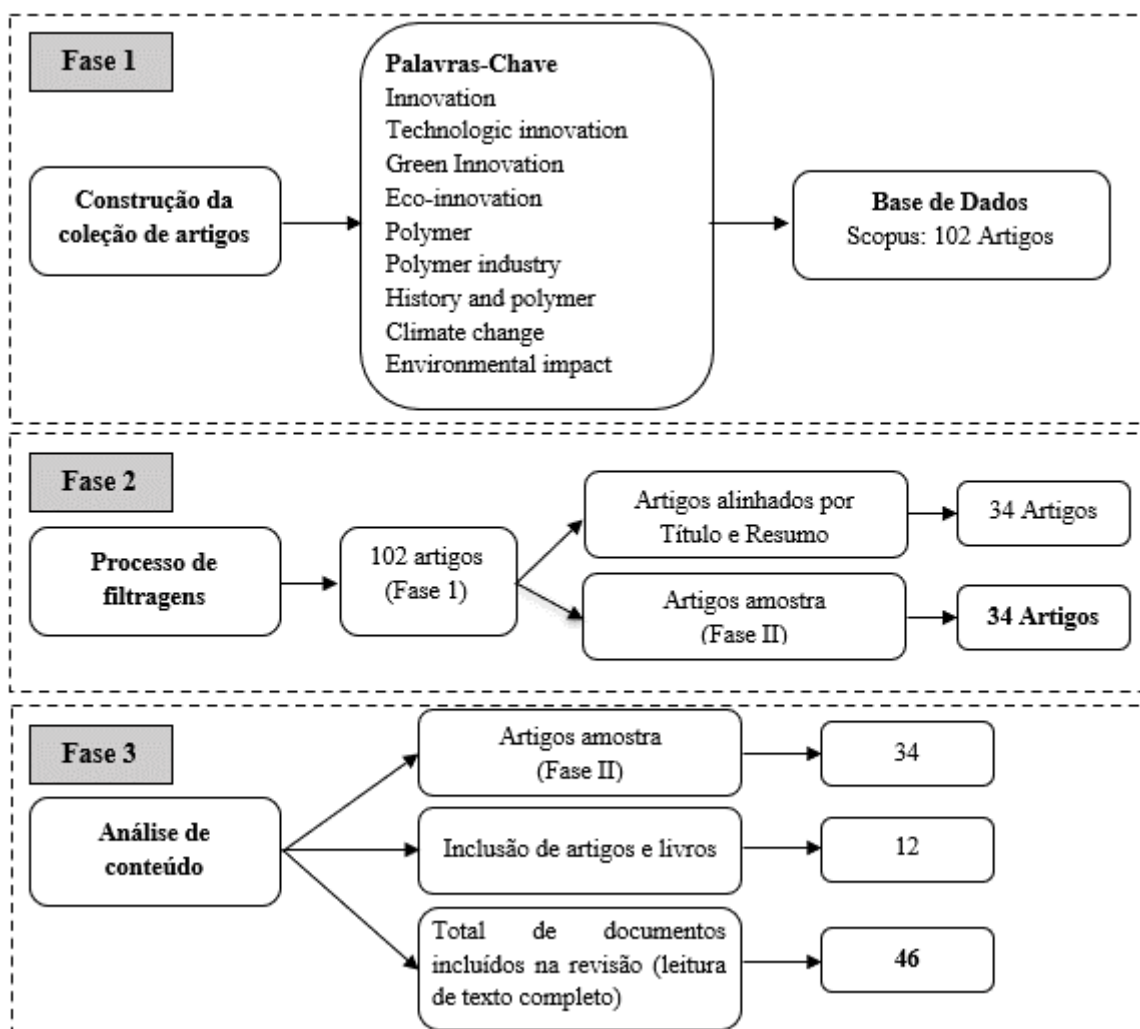 Fase 1
Construção da
coleção de artigos
Palavras-Chave
Innovation
Technologic innovation
Green Innovation
Eco-innovation
Polymer
Polymer industry
History and polymer
Climate change
Environmental impact
Base de Dados
Scopus: 102 Artigos
Fase 2
Processo de
filtragens
102 artigos
(Fase 1)
Artigos alinhados por
Título e Resumo
34 Artigos
Artigos amostra
(Fase II)
34 Artigos
Fase 3
Análise de
conteúdo
Artigos amostra
(Fase II)
34
Inclusão de artigos e livros
12
Total de documentos
incluídos na revisão (leitura
de texto completo)
46